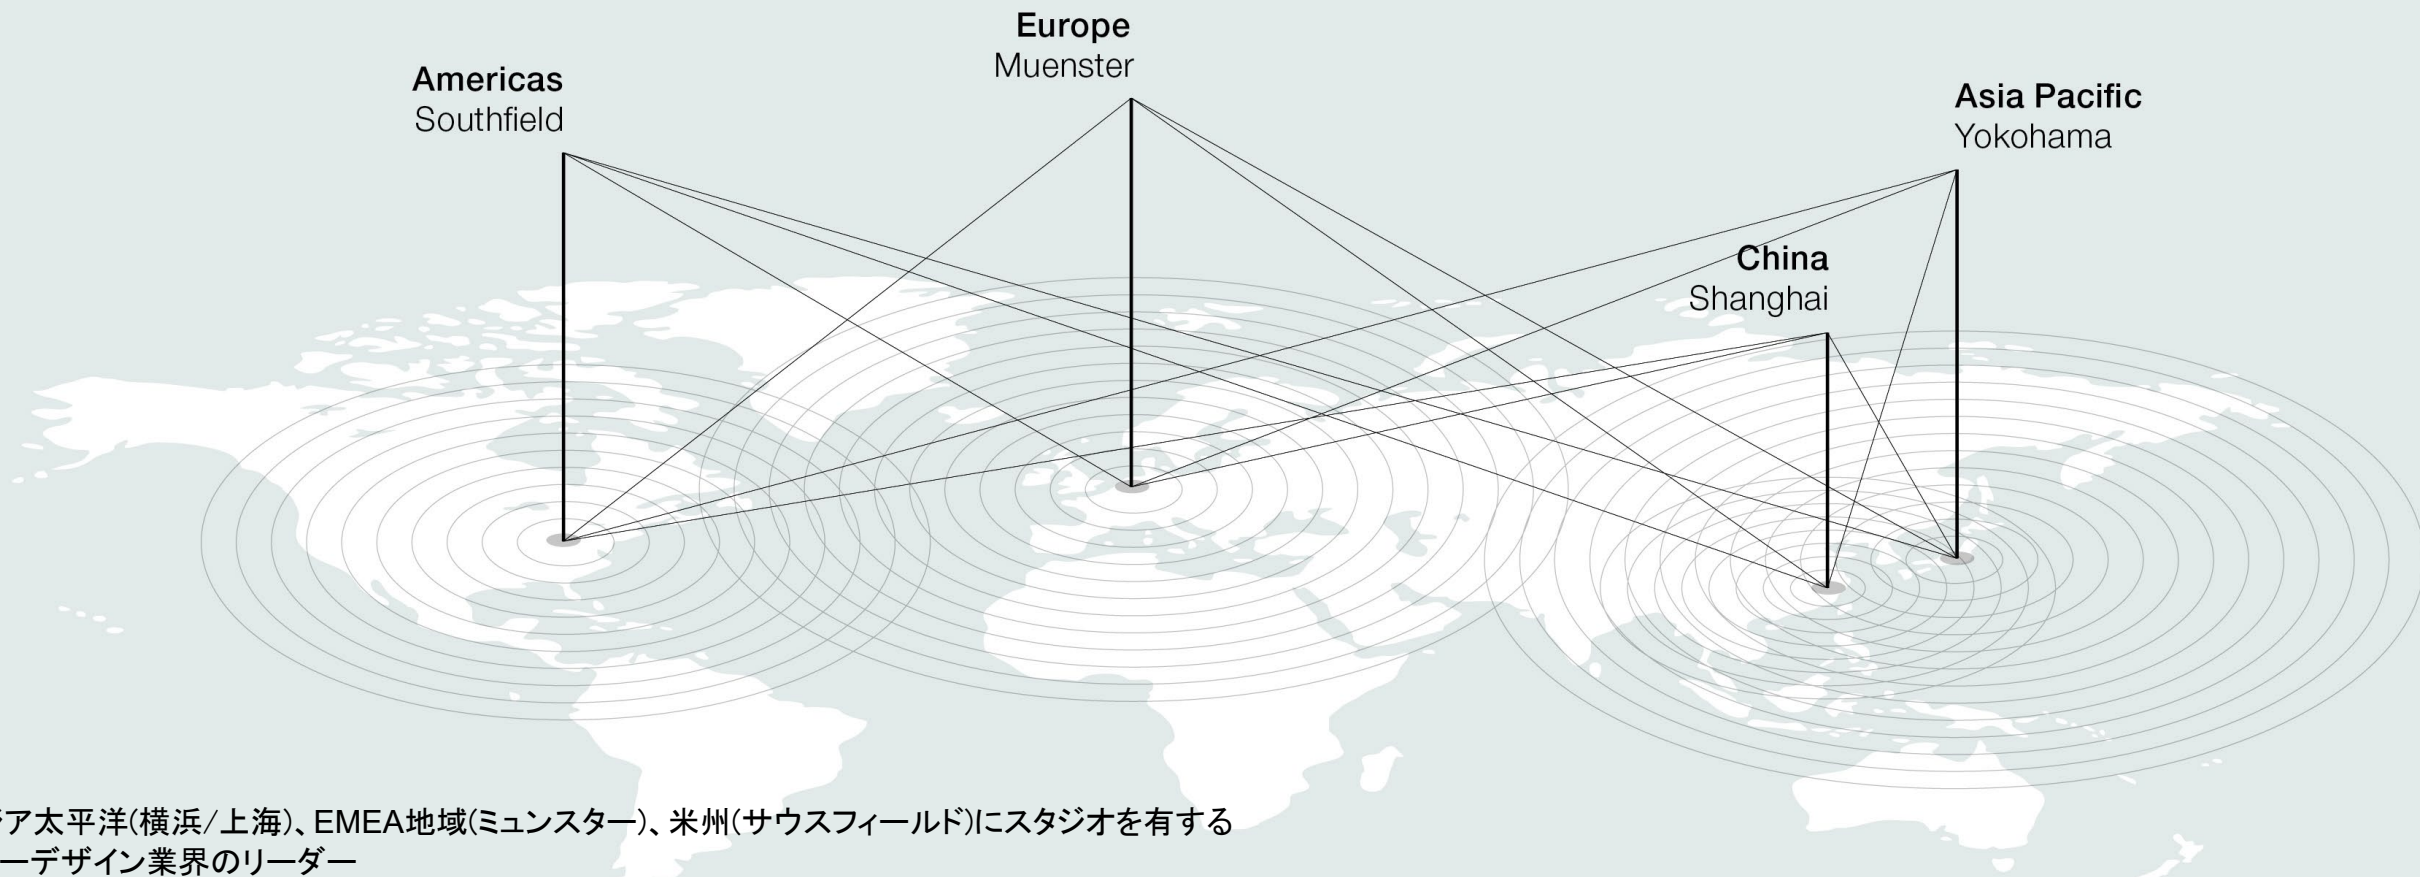 Europe
Muenster
Americas
Southfield
Asia Pacific
Yokohama
China
Shanghai
ア太平洋(横浜/上海)、EMEA地域(ミュンスター)、米州(サウスフィールド)にスタジオを有する
ーデザイン業界のリーダー